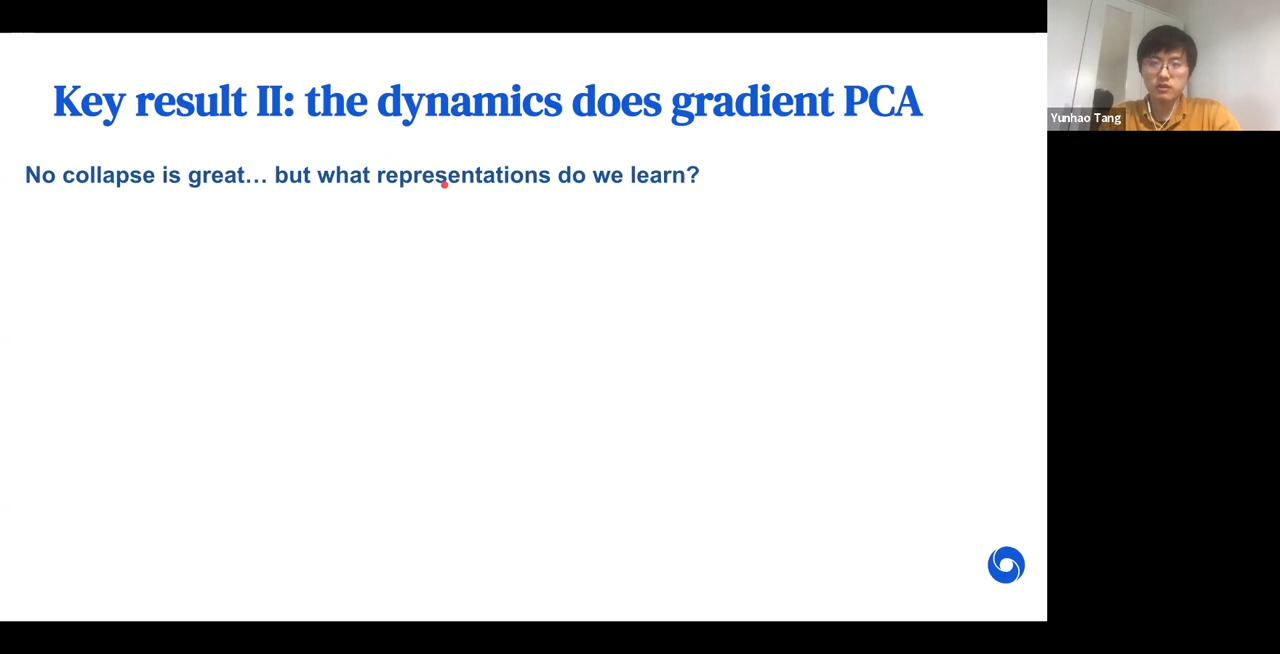 Key result II: the dynamics does gradient PCA
No collapse is great… but what representations do we learn?
Yunhao Tang